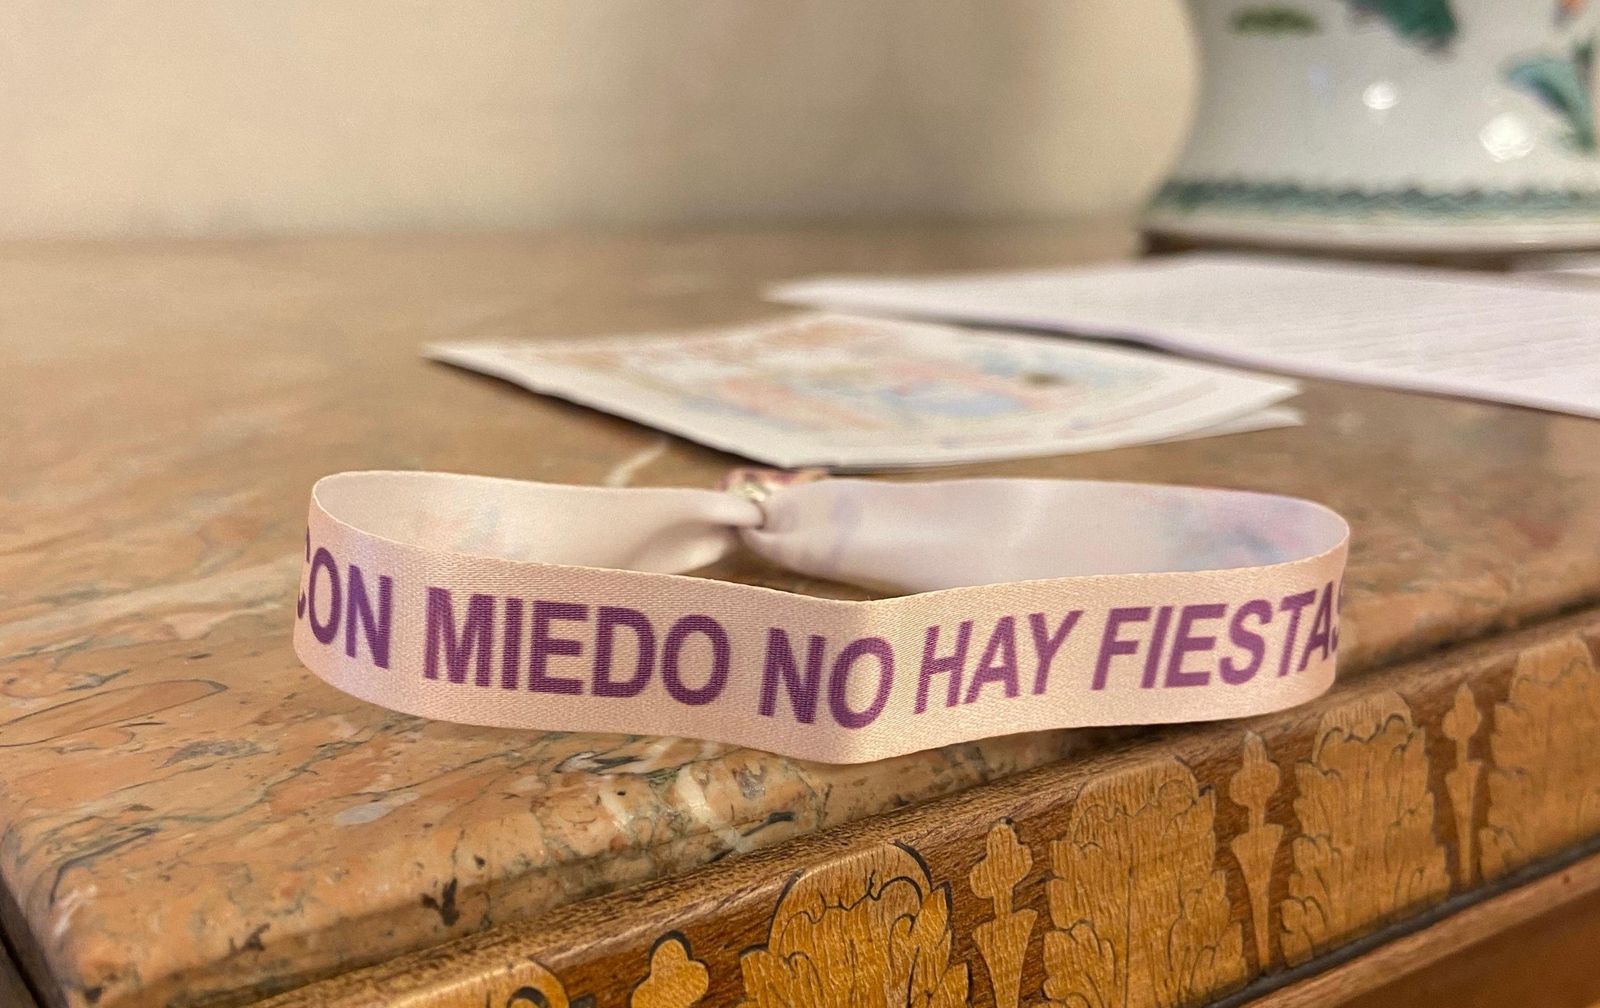 CON MIEDO NO HAY FIESTAS